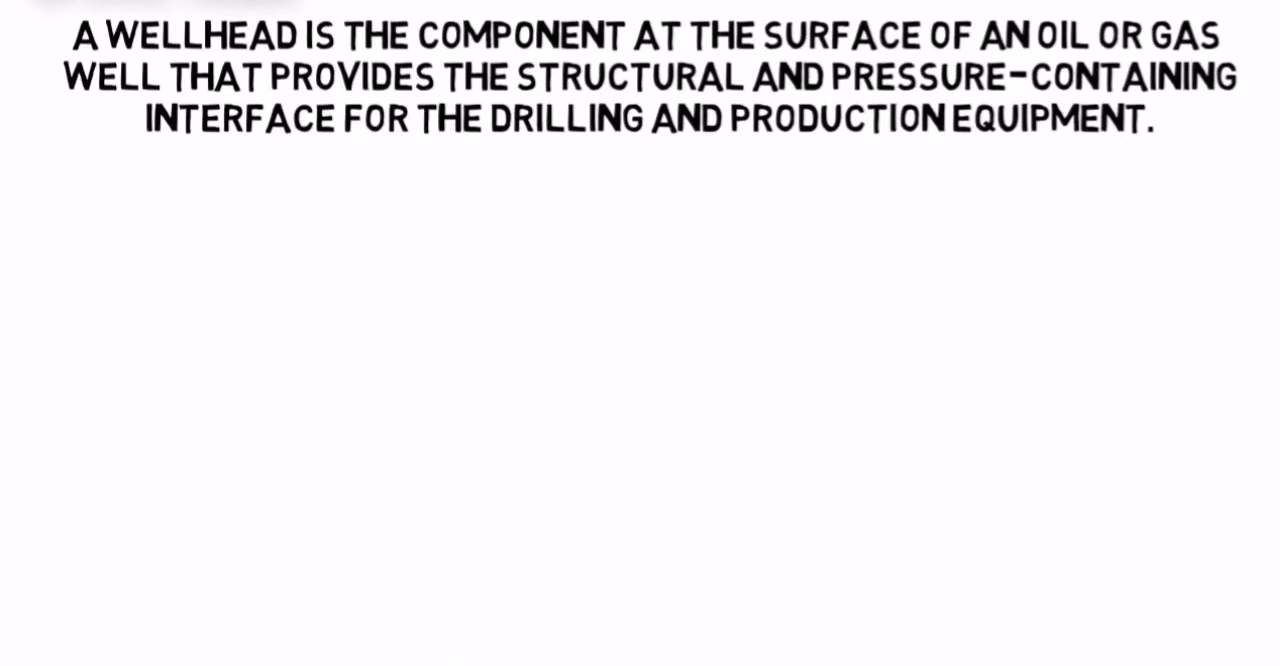 A WELLHEAD IS THE COMPONENT AT THE SURFACE OF AN OIL OR GAS
WELL THAT PROVIDES THE STRUCTURAL AND PRESSURE-CONTAINING
INTERFACE FOR THE DRILLING AND PRODUCTION EQUIPMENT.